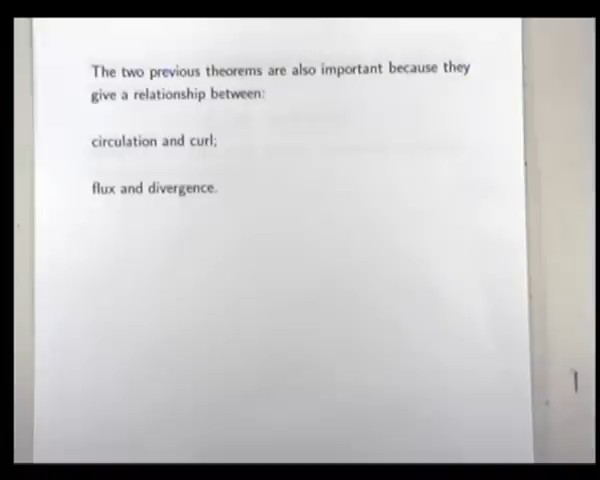 The two previous theorems are also important because they
give a relationship between:
circulation and curl;
flux and divergence.